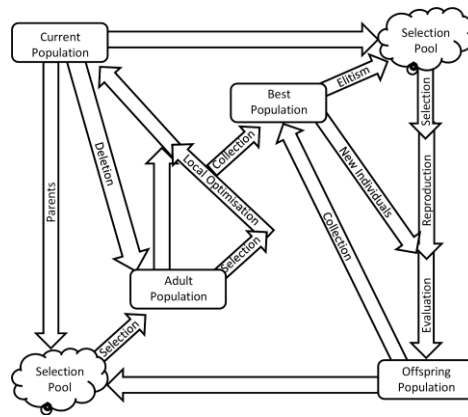 Current
Population
Selection
Pool
Best
Population
Elitism
Selection
Deletion
Collection
New Individuals
Reproduction
Parents
Local Optimisation
Collection
Selection
Adult
Population
Evaluation
Selection
Selection
Pool
Offspring
Population